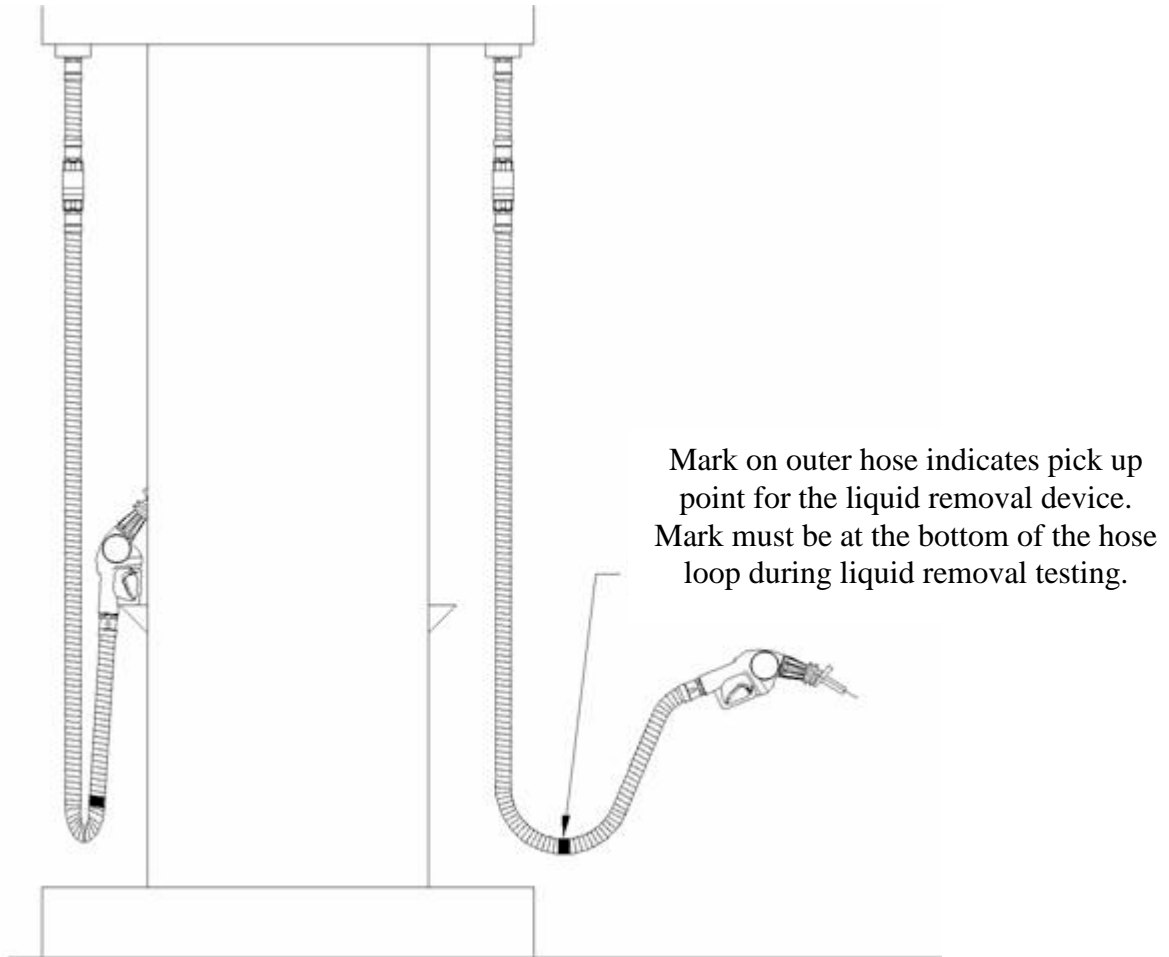 Mark on outer hose indicates pick up
point for the liquid removal device.
Mark must be at the bottom of the hose
loop during liquid removal testing.